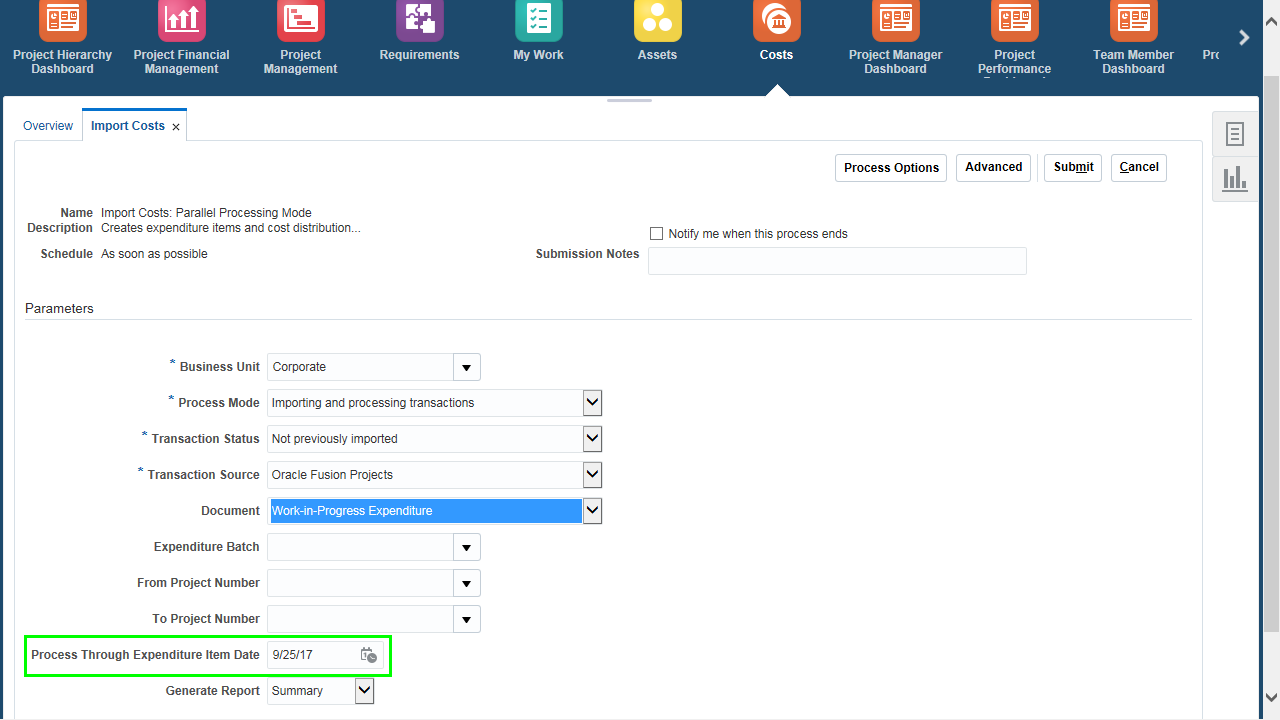 Project Hierarchy Dashboard
Project Financial Management
Project Management
Requirements
My Work
Assets
Costs
Project Manager Dashboard
Project Performance
Team Member Dashboard
Overview
Import Costs
Process Options
Advanced
Submit
Cancel
Name Import Costs: Parallel Processing Mode
Description Creates expenditure items and cost distribution...
Notify me when this process ends
Schedule As soon as possible
Submission Notes
Parameters
* Business Unit Corporate
* Process Mode Importing and processing transactions
* Transaction Status Not previously imported
* Transaction Source Oracle Fusion Projects
Document Work-in-Progress Expenditure
Expenditure Batch
From Project Number
To Project Number
Process Through Expenditure Item Date 9/25/17
Generate Report Summary